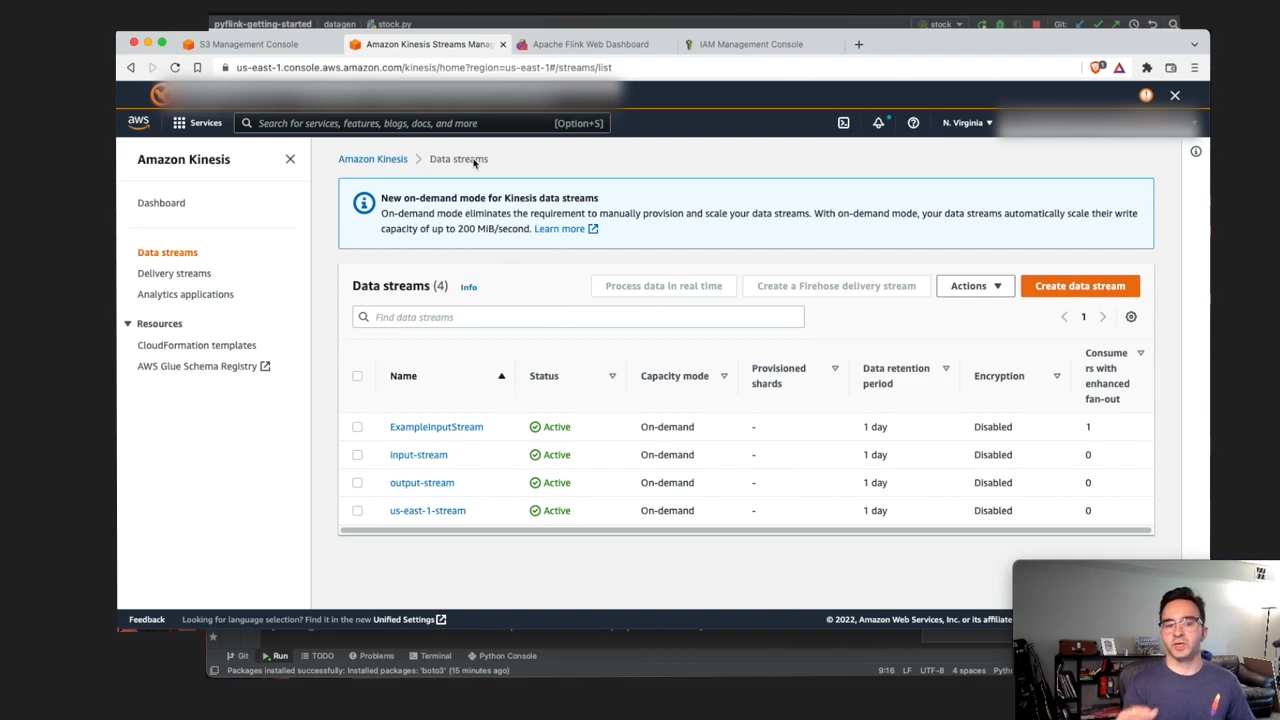 pyflink-getting-started
datagen
stock.py
stock
Git:
S3 Management Console
Amazon Kinesis Streams Mana
Apache Flink Web Dashboard
IAM Management Console
us-east-1.console.aws.amazon.com/kinesis/home?region=us-east-1#/streams/list
aws
Services
Search for services, features, blogs, docs, and more
[Option+S]
N. Virginia
Amazon Kinesis
Dashboard
Data streams
Delivery streams
Analytics applications
Resources
CloudFormation templates
AWS Glue Schema Registry
Amazon Kinesis
Data streams
New on-demand mode for Kinesis data streams
On-demand mode eliminates the requirement to manually provision and scale your data streams. With on-demand mode, your data streams automatically scale their write
capacity of up to 200 MiB/second. Learn more
Data streams (4) Info
Process data in real time
Create a Firehose delivery stream
Actions
Create data stream
Find data streams
1
Name
Status
Capacity mode
Provisioned
shards
Data retention
period
Encryption
Consume
rs with
enhanced
fan-out
ExampleInputStream Active On-demand - 1 day Disabled 1
input-stream Active On-demand - 1 day Disabled 0
output-stream Active On-demand - 1 day Disabled 0
us-east-1-stream Active On-demand - 1 day Disabled 0
Feedback
Looking for language selection? Find it in the new Unified Settings
© 2022, Amazon Web Services, Inc. or its affiliate
Git
Run
TODO
Problems
Terminal
Python Console
Packages installed successfully: Installed packages: 'boto3' (15 minutes ago)
9:16 LF UTF-8 4 spaces Pyth